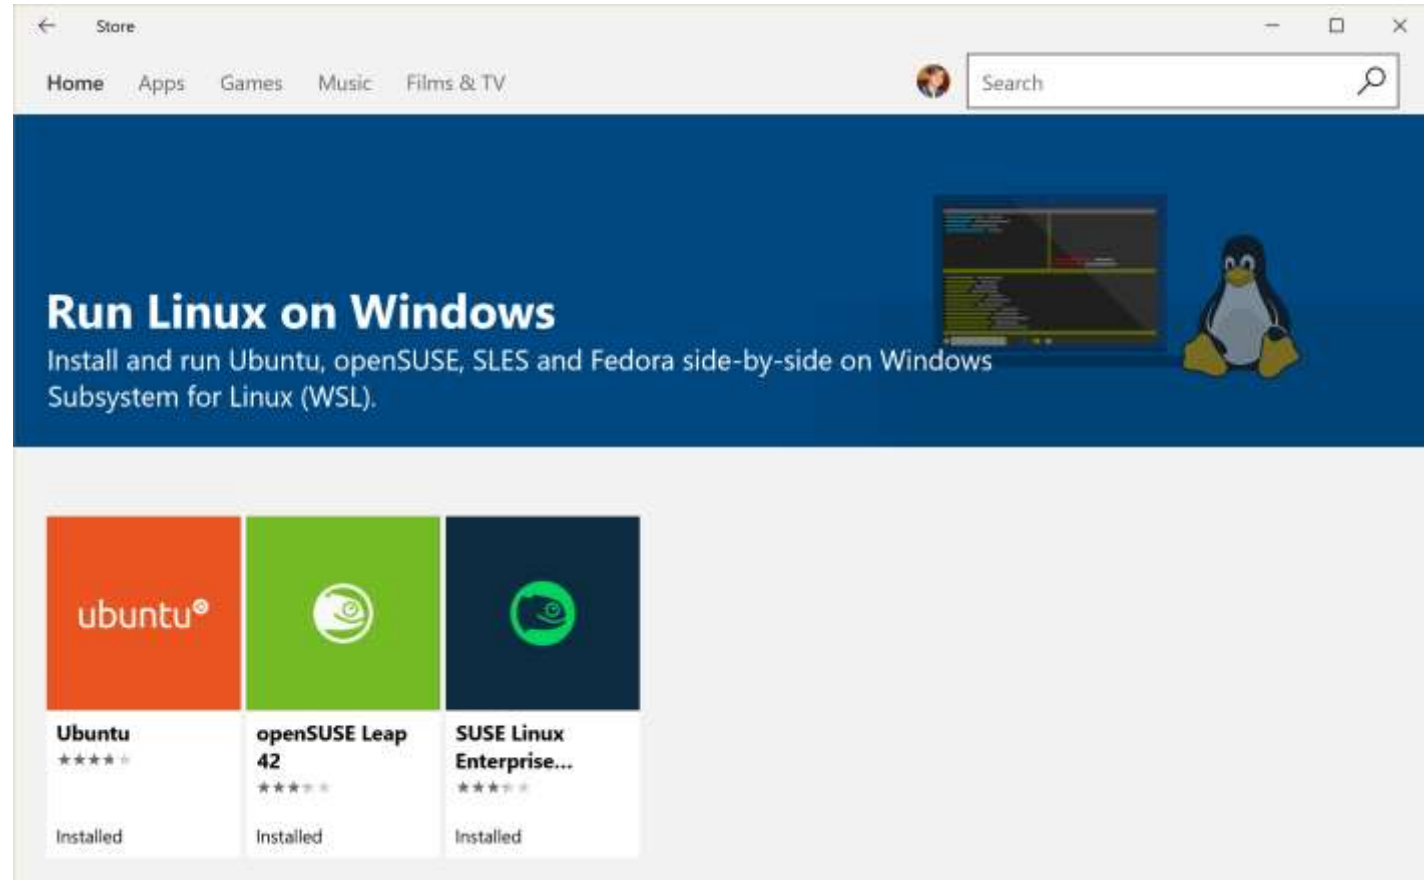 Store
Home Apps Games Music Films & TV Search
Run Linux on Windows
Install and run Ubuntu, openSUSE, SLES and Fedora side-by-side on Windows
Subsystem for Linux (WSL).
ubuntu
Ubuntu
Installed
openSUSE Leap
42
Installed
SUSE Linux
Enterprise...
Installed